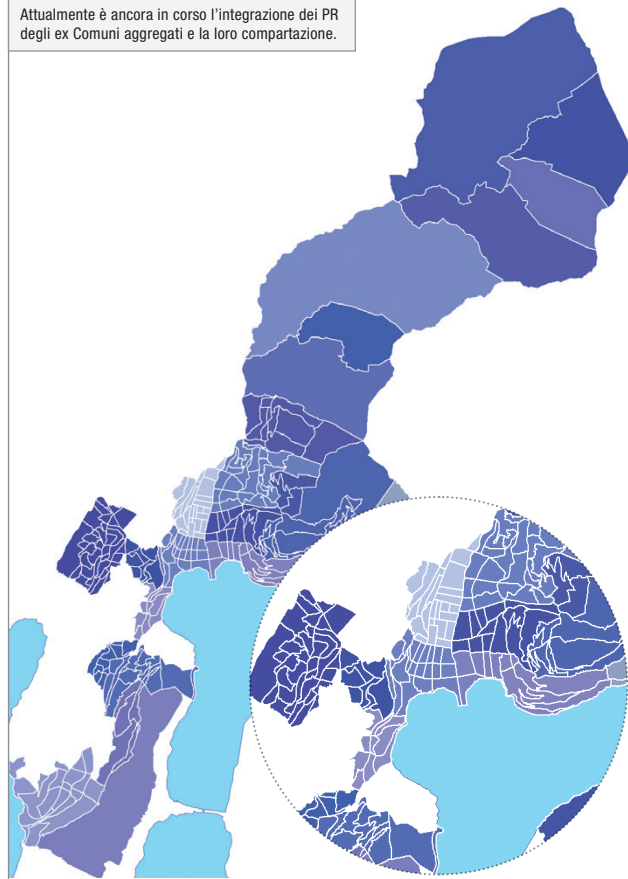 Attualmente è ancora in corso l'integrazione dei PR
degli ex Comuni aggregati e la loro compartazione.